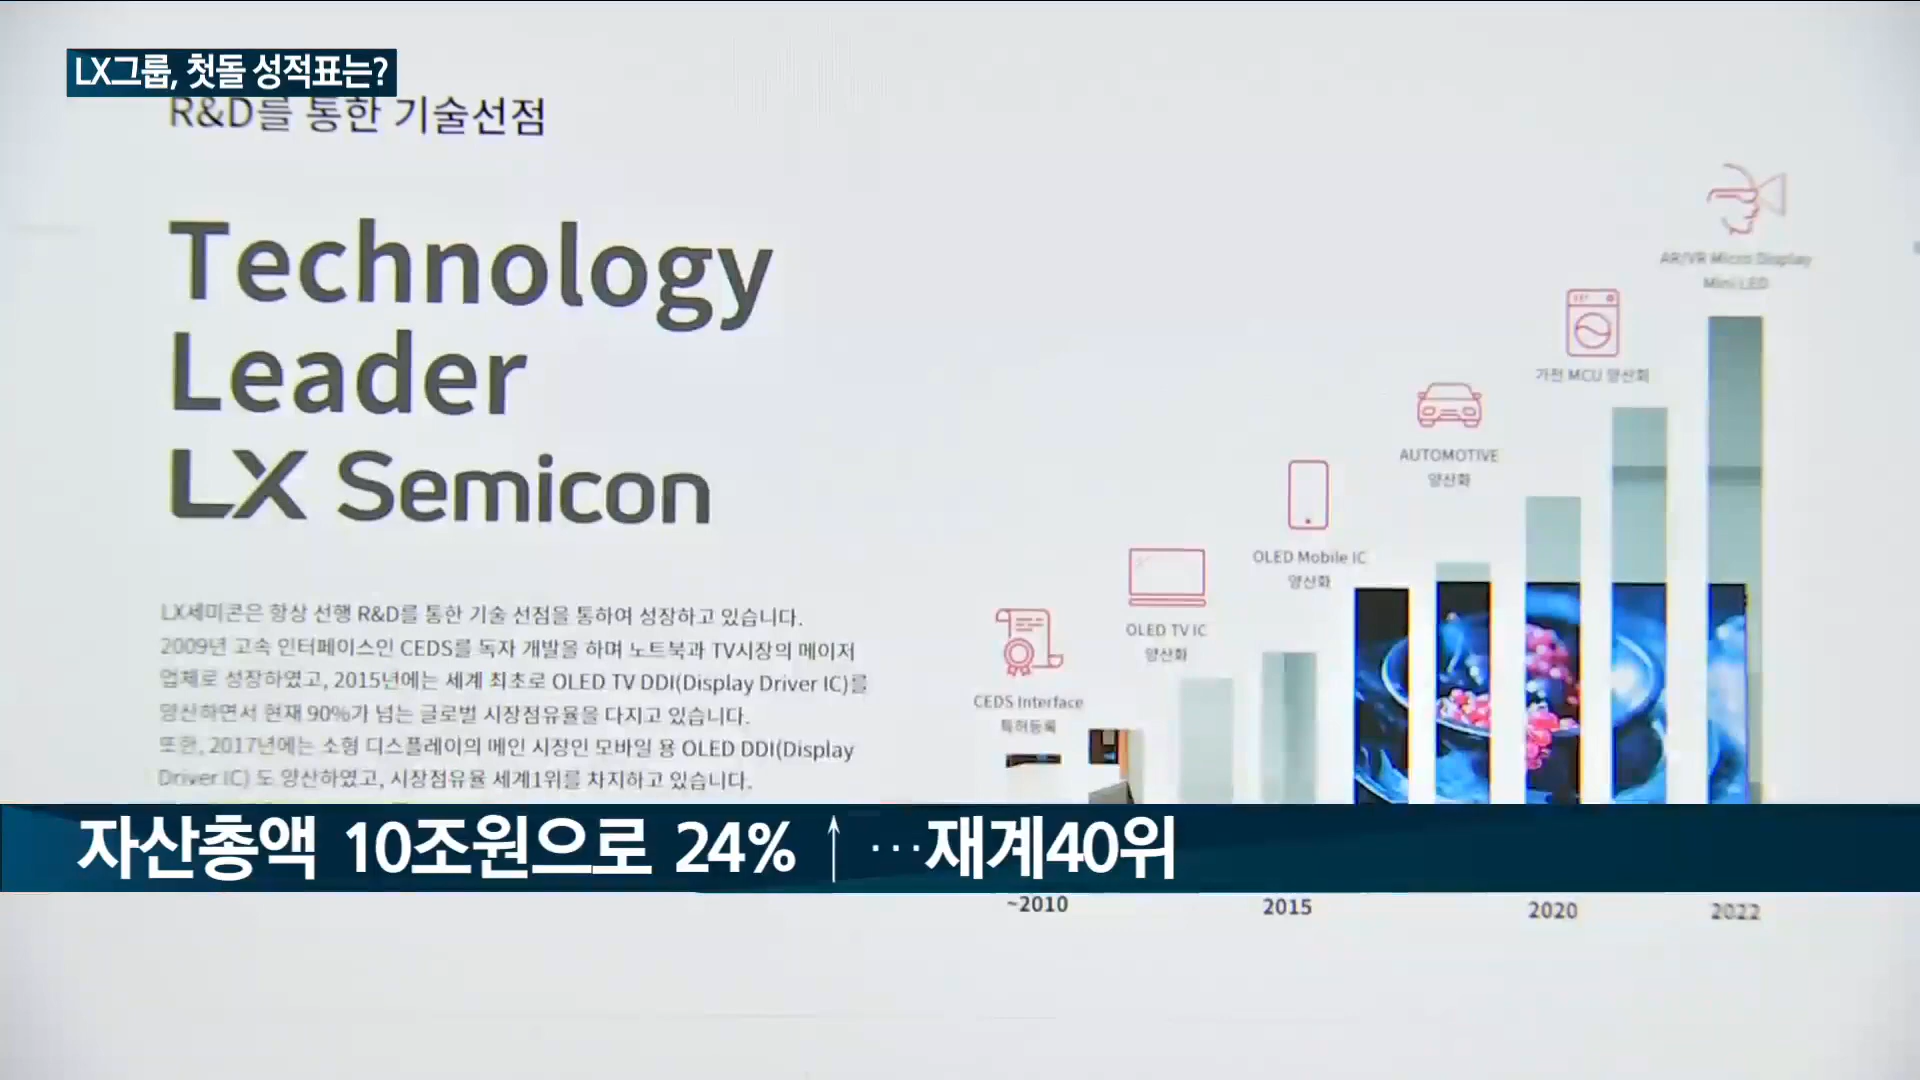 LX그룹, 첫돌 성적표는?
R&D를 통한 기술선점
Technology
Leader
LX Semicon
LX세미콘은 항상 선행 R&D를 통한 기술 선점을 통하여 성장하고 있습니다.
2009년 고속 인터페이스인 CEDS를 독자 개발을 하며 노트북과 TV시장의 메이저
업체로 성장하였고, 2015년에는 세계 최초로 OLED TV DDI(Display Driver IC)를
양산하면서 현재 90%가 넘는 글로벌 시장점유율을 다지고 있습니다.
또한, 2017년에는 소형 디스플레이의 메인 시장인 모바일 용 OLED DDI(Display
Driver IC) 도 양산하였고, 시장점유율 세계1위를 차지하고 있습니다.
CEDS Interface
특허등록
OLED TV IC
양산화
OLED Mobile IC
양산화
AUTOMOTIVE
양산화
가전 MCU 양산화
AR/VR Micro Display
Mini LED
자산총액 10조원으로 24%↑…재계40위
~2010
2015
2020
2022